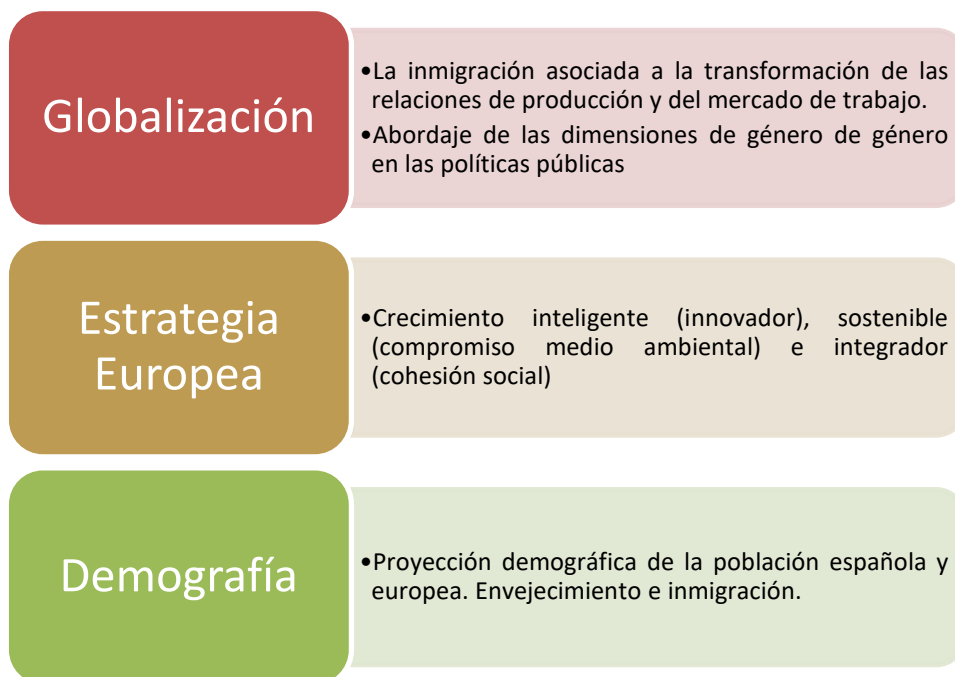 Globalización
•La inmigración asociada a la transformación de las
relaciones de producción y del mercado de trabajo.
•Abordaje de las dimensiones de género de género
en las políticas públicas
Estrategia
Europea
•Crecimiento inteligente (innovador), sostenible
(compromiso medio ambiental) e integrador
(cohesión social)
Demografía
•Proyección demográfica de la población española y
europea. Envejecimiento e inmigración.